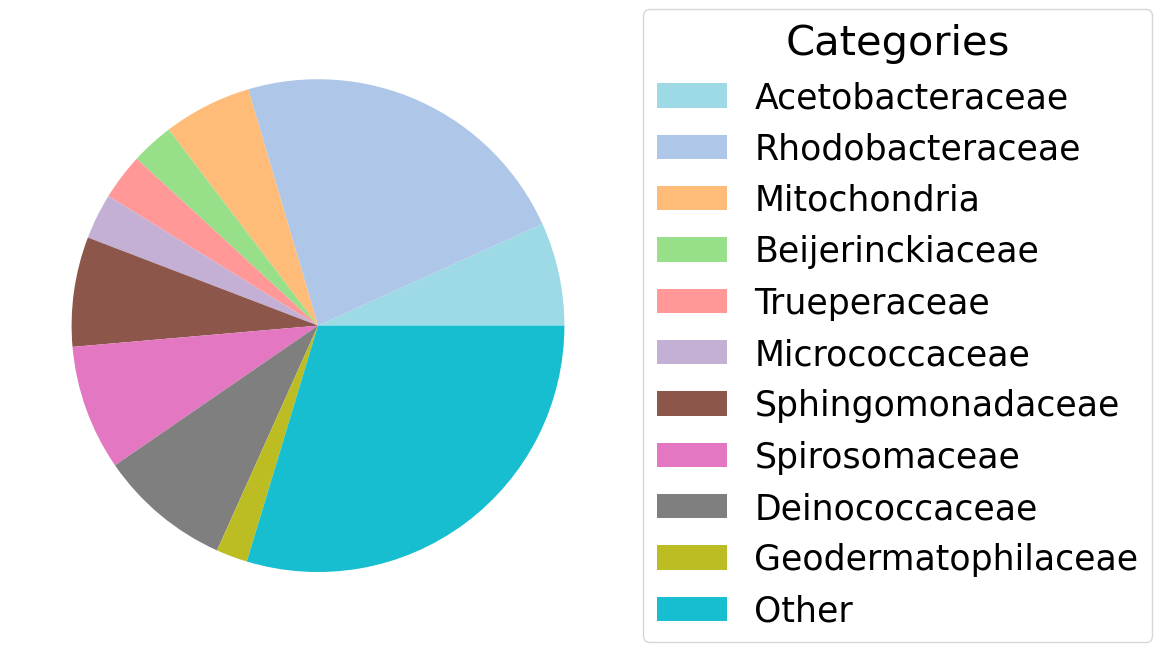 Categories
Acetobacteraceae
Rhodobacteraceae
Mitochondria
Beijerinckiaceae
Trueperaceae
Micrococcaceae
Sphingomonadaceae
Spirosomaceae
Deinococcaceae
Geodermatophilaceae
Other